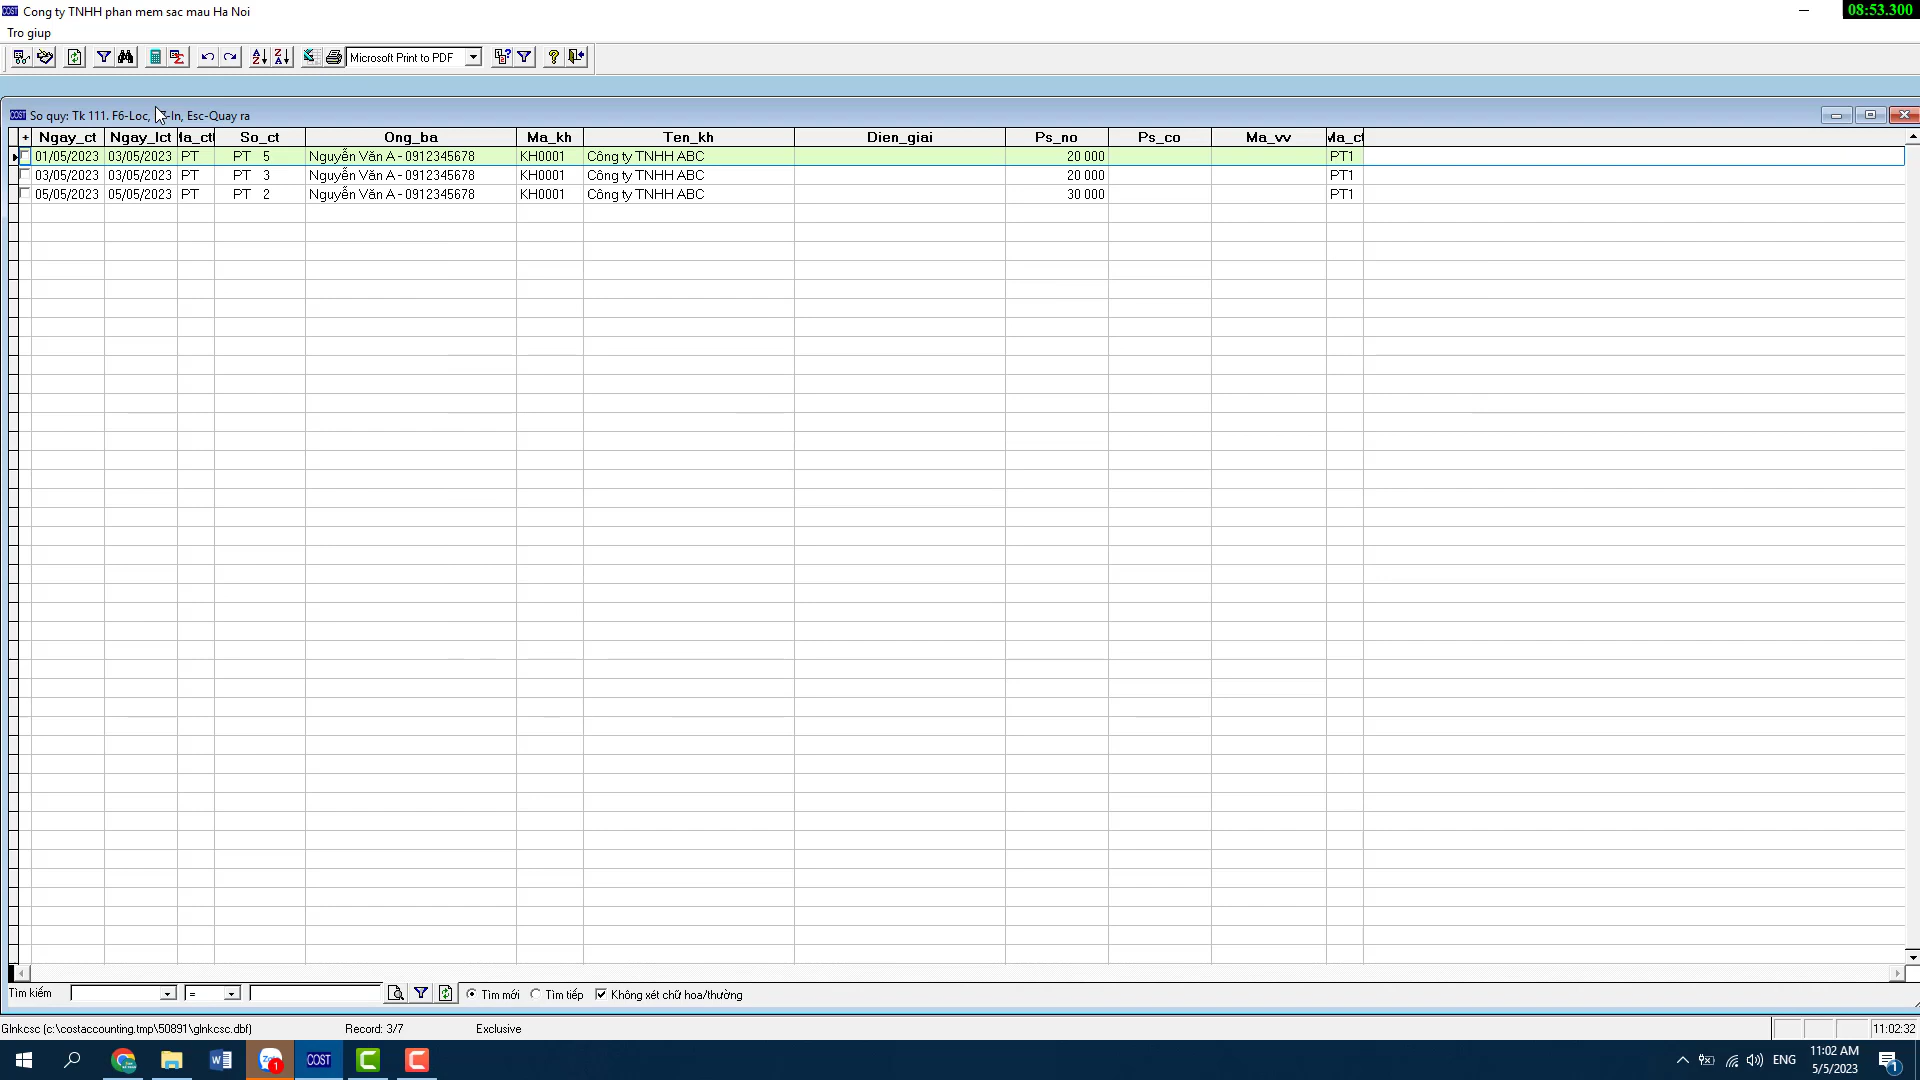 COST Cong ty TNHH phan mem sac mau Ha Noi
08:53.300
Tro giup
Microsoft Print to PDF
COST So quy: Tk 111. F6-Loc, -In, Esc-Quay ra
+ Ngay_ct Ngay_lct So_ct Ong_ba Ma_kh Ten_kh Dien_giai Ps_no Ps_co Ma_vv
01/05/2023 03/05/2023 PT PT 5 Nguyễn Văn A - 0912345678 KH0001 Công ty TNHH ABC 20 000 PT1
03/05/2023 03/05/2023 PT PT 3 Nguyễn Văn A - 0912345678 KH0001 Công ty TNHH ABC 20 000 PT1
05/05/2023 05/05/2023 PT PT 2 Nguyễn Văn A - 0912345678 KH0001 Công ty TNHH ABC 30 000 PT1
Tìm kiếm = Tìm mới Tìm tiếp Không xét chữ hoa/thường
Glnkcsc (c:\costaccounting.tmp\50891\glnkcsc.dbf) Record: 3/7 Exclusive 11:02:32
COST ENG 11:02 AM
5/5/2023